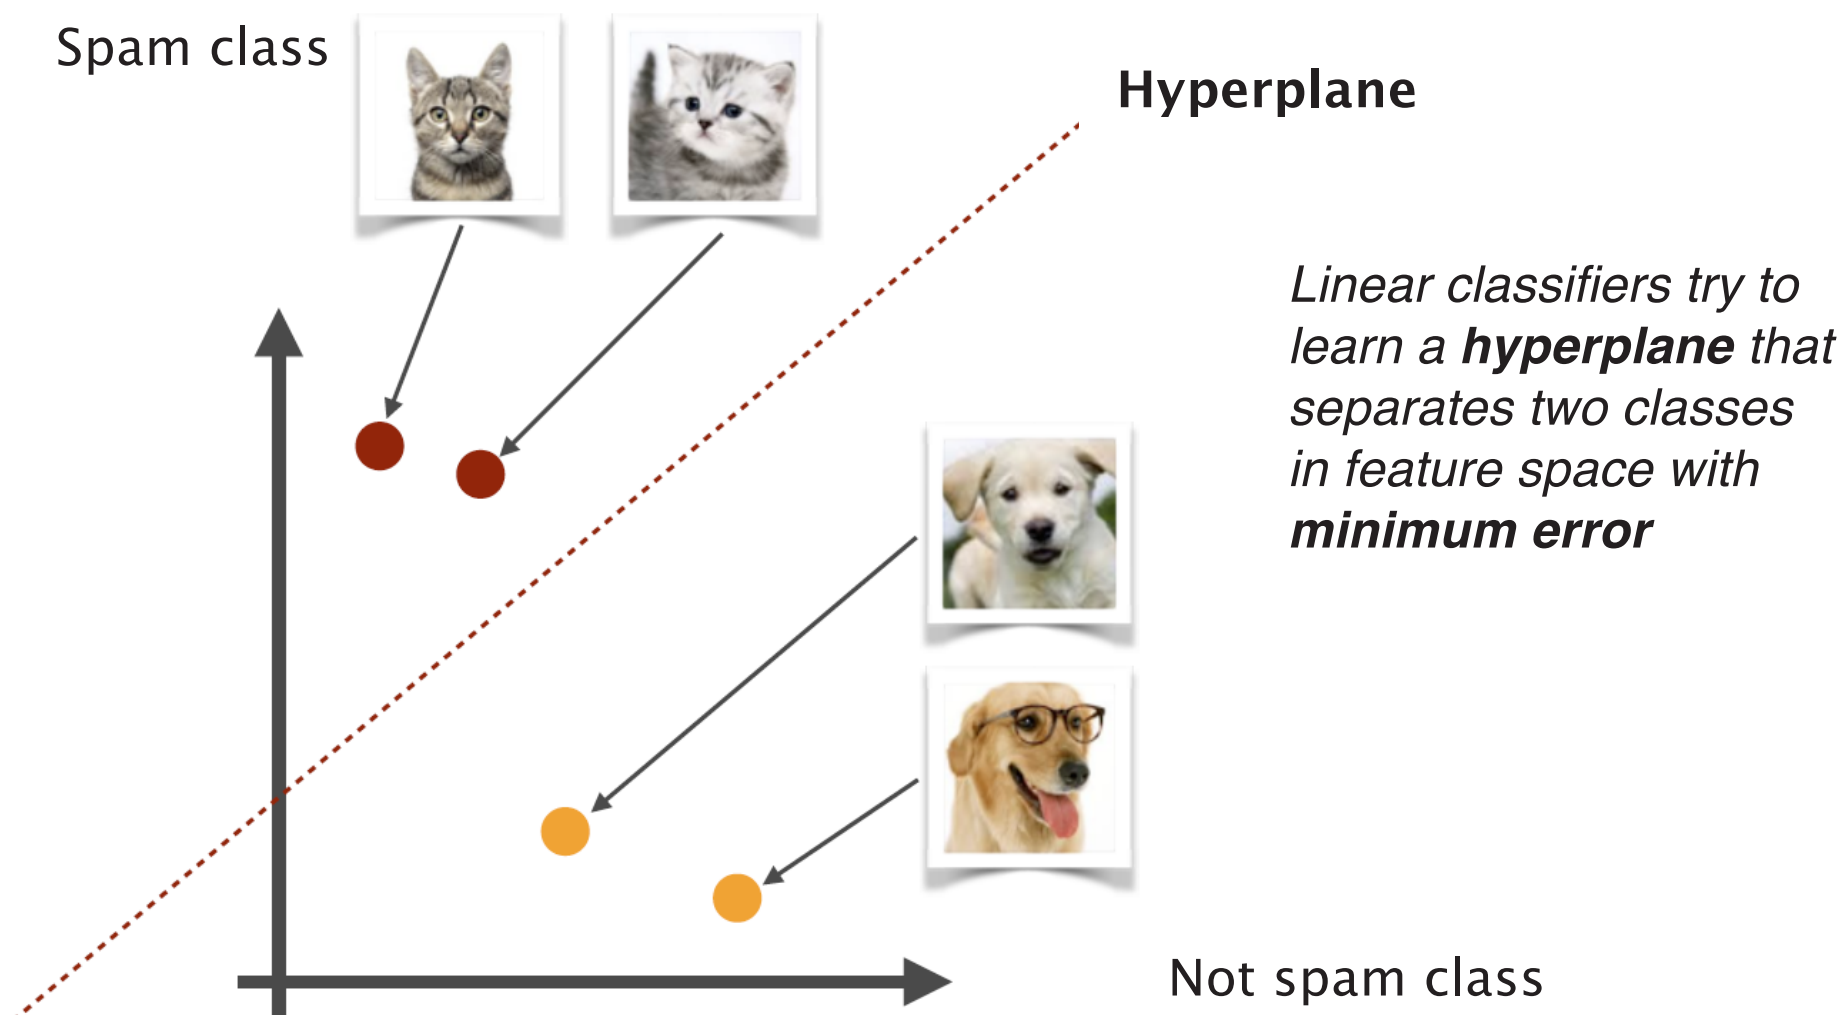 Spam class
Hyperplane
Linear classifiers try to
learn a hyperplane that
separates two classes
in feature space with
minimum error
Not spam class